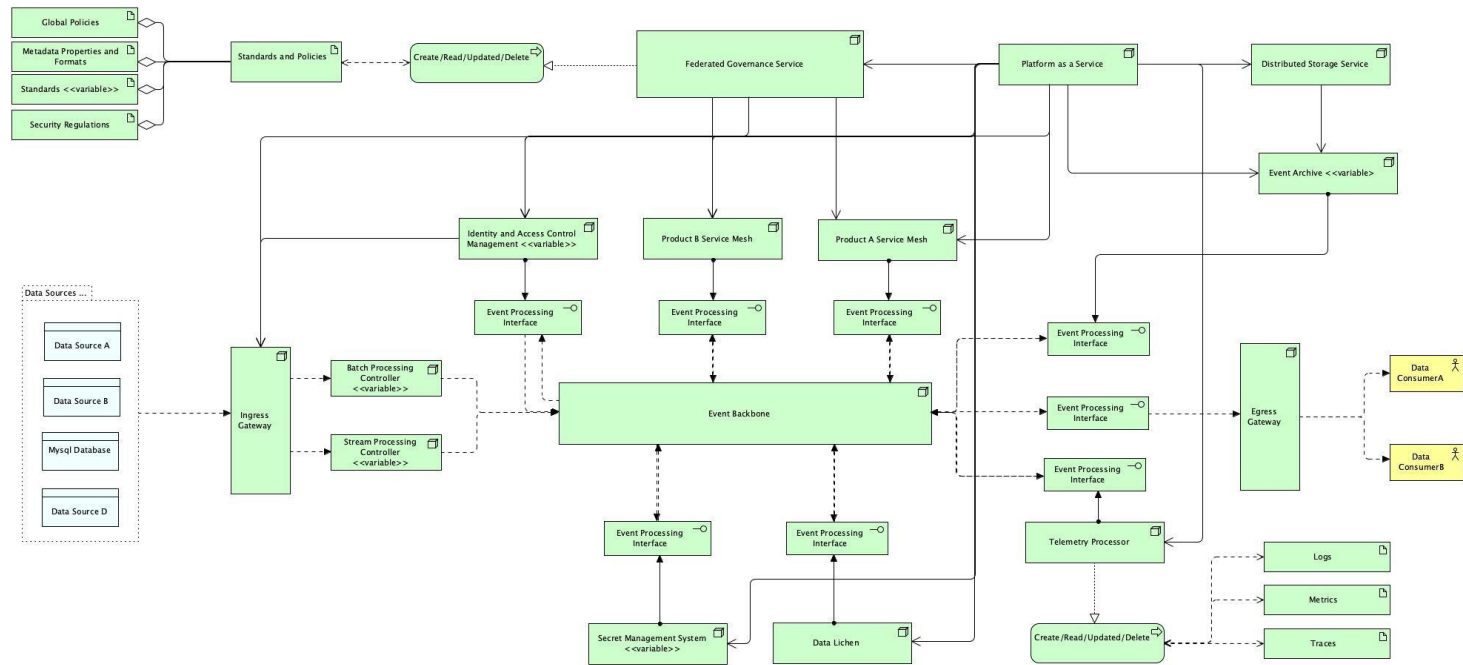 Global Policies
Metadata Properties and
Formats
Standards <<variable>>
Security Regulations
Standards and Policies
Create/Read/Updated/Delete
Federated Governance Service
Platform as a Service
Distributed Storage Service
Event Archive <<variable>
Identity and Access Control
Management <<variable>>
Product B Service Mesh
Product A Service Mesh
Data Sources ...
Data Source A
Data Source B
Mysql Database
Data Source D
Event Processing
Interface
Event Processing
Interface
Event Processing
Interface
Event Processing
Interface
Ingress
Gateway
Batch Processing
Controller
<<variable>>
Stream Processing
Controller
<<variable>>
Event Backbone
Event Processing
Interface
Event Processing
Interface
Egress
Gateway
Data
ConsumerA
Data
ConsumerB
Event Processing
Interface
Event Processing
Interface
Telemetry Processor
Logs
Metrics
Traces
Secret Management System
<<variable>>
Data Lichen
Create/Read/Updated/Delete